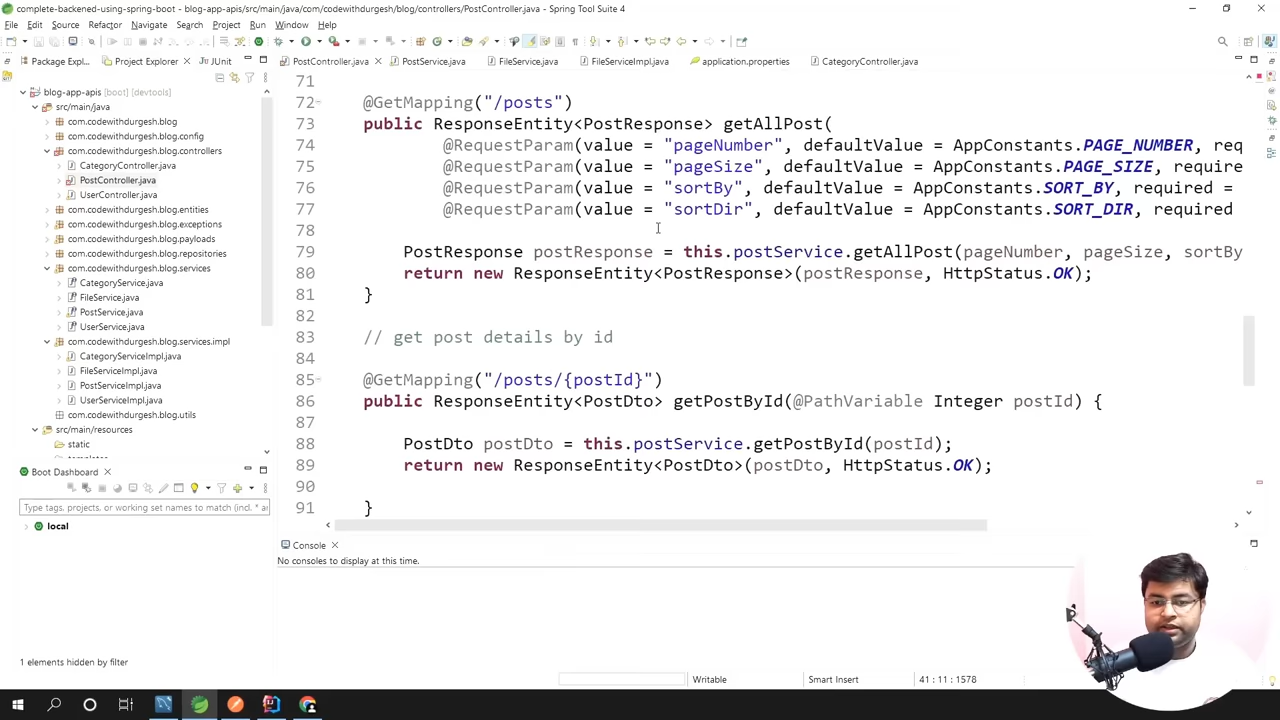 complete-backened-using-spring-boot - blog-app-apis/src/main/java/com/codewithdurgesh/blog/controllers/PostController.java - Spring Tool Suite 4
File Edit Source Refactor Navigate Search Project Run Window Help
Package Expl... Project Explorer JUnit
PostController.java PostService.java FileService.java FileServiceImpl.java application.properties CategoryController.java
blog-app-apis [boot] [devtools]
src/main/java
com.codewithdurgesh.blog
com.codewithdurgesh.blog.config
com.codewithdurgesh.blog.controllers
CategoryController.java
PostController.java
UserController.java
com.codewithdurgesh.blog.entities
com.codewithdurgesh.blog.exceptions
com.codewithdurgesh.blog.payloads
com.codewithdurgesh.blog.repositories
com.codewithdurgesh.blog.services
CategoryService.java
FileService.java
PostService.java
UserService.java
com.codewithdurgesh.blog.services.impl
CategoryServiceImpl.java
FileServiceImpl.java
PostServiceImpl.java
UserServiceImpl.java
com.codewithdurgesh.blog.utils
src/main/resources
static
71
72 @GetMapping("/posts")
73 public ResponseEntity<PostResponse> getAllPost(
74 @RequestParam(value = "pageNumber", defaultValue = AppConstants.PAGE_NUMBER, req
75 @RequestParam(value = "pageSize", defaultValue = AppConstants.PAGE_SIZE, require
76 @RequestParam(value = "sortBy", defaultValue = AppConstants.SORT_BY, required =
77 @RequestParam(value = "sortDir", defaultValue = AppConstants.SORT_DIR, required
78
79 PostResponse postResponse = this.postService.getAllPost(pageNumber, pageSize, sortBy
80 return new ResponseEntity<PostResponse>(postResponse, HttpStatus.OK);
81 }
82
83 // get post details by id
84
85 @GetMapping("/posts/{postId}")
86 public ResponseEntity<PostDto> getPostById(@PathVariable Integer postId) {
87
88 PostDto postDto = this.postService.getPostById(postId);
89 return new ResponseEntity<PostDto>(postDto, HttpStatus.OK);
90
91 }
Boot Dashboard
Type tags, projects, or working set names to match (incl. * a
local
1 elements hidden by filter
Console
No consoles to display at this time.
Writable Smart Insert 41 : 11 : 1578